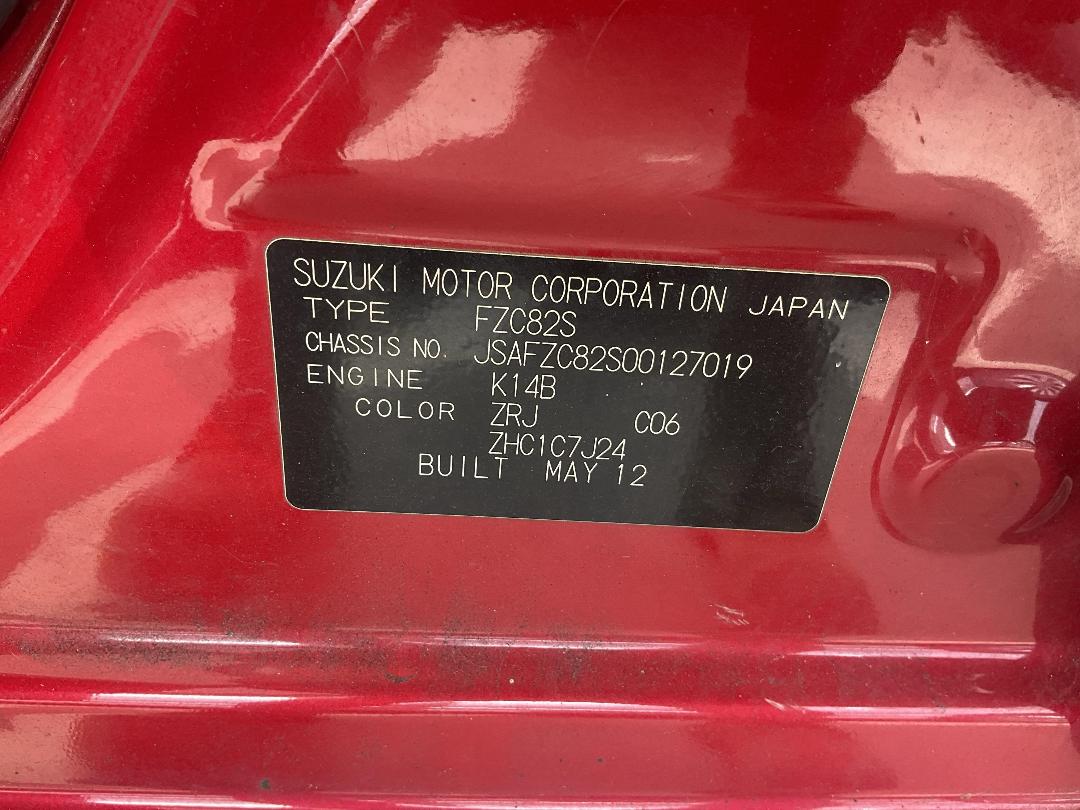 SUZUKI MOTOR CORPORATION JAPAN
TYPE FZC82S
CHASSIS NO. JSAFZC82S00127019
ENGINE K14B
COLOR ZRJ C06
ZHC1C7J24
BUILT MAY 12